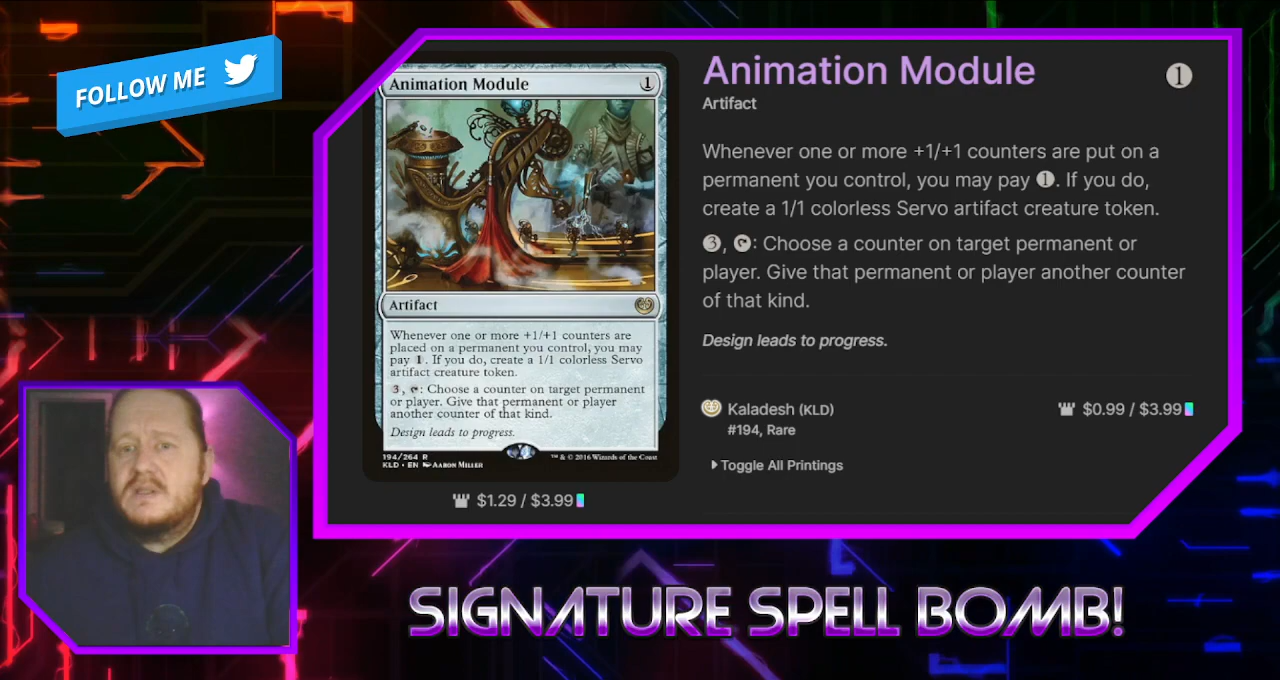 FOLLOW ME
Animation Module 1
Artifact
Whenever one or more +1/+1 counters are
placed on a permanent you control, you may
pay 1. If you do, create a 1/1 colorless Servo
artifact creature token.
3, : Choose a counter on target permanent
or player. Give that permanent or player
another counter of that kind.
Design leads to progress.
194/264 R
KLD • EN AARON MILLER
™ & © 2016 Wizards of the Coast
$1.29 / $3.99
Animation Module 1
Artifact
Whenever one or more +1/+1 counters are put on a
permanent you control, you may pay 1. If you do,
create a 1/1 colorless Servo artifact creature token.
3, : Choose a counter on target permanent or
player. Give that permanent or player another counter
of that kind.
Design leads to progress.
Kaladesh (KLD) $0.99 / $3.99
#194, Rare
Toggle All Printings
SIGNATURE SPELL BOMB!